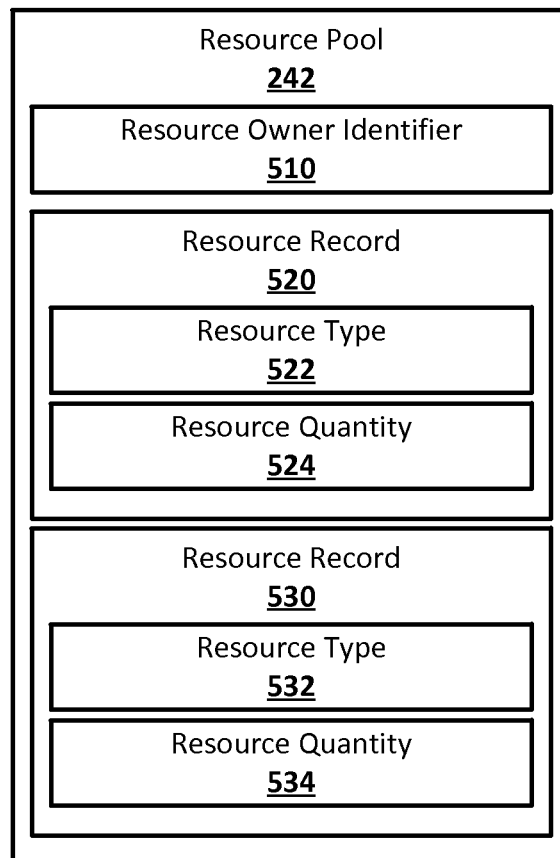 Resource Pool
242
Resource Owner Identifier
510
Resource Record
520
Resource Type
522
Resource Quantity
524
Resource Record
530
Resource Type
532
Resource Quantity
534